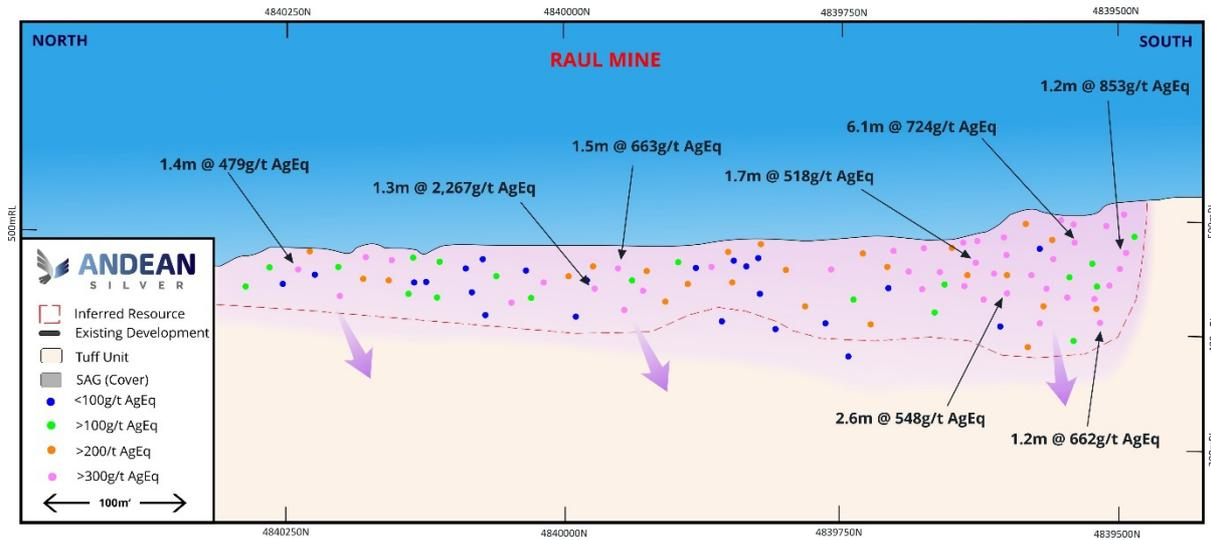 4840250N 4840000N 4839750N 4839500N
NORTH
SOUTH
RAUL MINE
1.2m @ 853g/t AgEq
6.1m @ 724g/t AgEq
1.5m @ 663g/t AgEq
1.4m @ 479g/t AgEq
1.7m @ 518g/t AgEq
1.3m @ 2,267g/t AgEq
500mRL
ANDEAN
SILVER
Inferred Resource
Existing Development
Tuff Unit
SAG (Cover)
<100g/t AgEq
>100g/t AgEq
>200/t AgEq
>300g/t AgEq
100m'
2.6m @ 548g/t AgEq
1.2m @ 662g/t AgEq
4840250N 4840000N 4839750N 4839500N